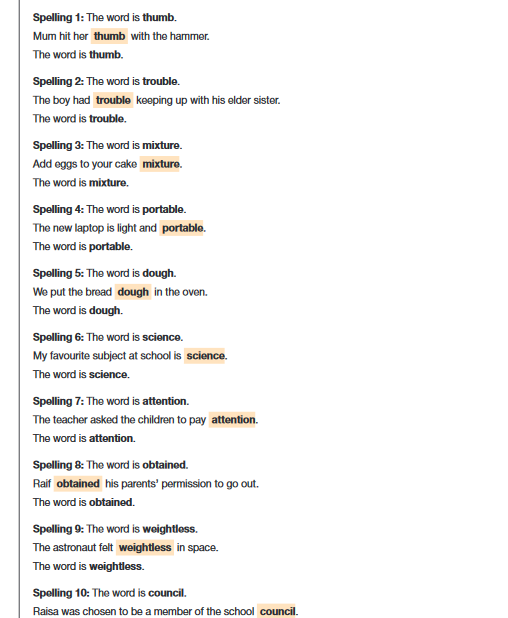 Spelling 1: The word is thumb.
Mum hit her thumb with the hammer.
The word is thumb.
Spelling 2: The word is trouble.
The boy had trouble keeping up with his elder sister.
The word is trouble.
Spelling 3: The word is mixture.
Add eggs to your cake mixture.
The word is mixture.
Spelling 4: The word is portable.
The new laptop is light and portable.
The word is portable.
Spelling 5: The word is dough.
We put the bread dough in the oven.
The word is dough.
Spelling 6: The word is science.
My favourite subject at school is science.
The word is science.
Spelling 7: The word is attention.
The teacher asked the children to pay attention.
The word is attention.
Spelling 8: The word is obtained.
Raif obtained his parents’ permission to go out.
The word is obtained.
Spelling 9: The word is weightless.
The astronaut felt weightless in space.
The word is weightless.
Spelling 10: The word is council.
Raisa was chosen to be a member of the school council.